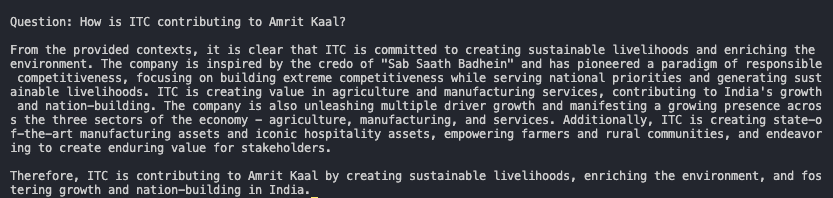 Question: How is ITC contributing to Amrit Kaal?
From the provided contexts, it is clear that ITC is committed to creating sustainable livelihoods and enriching the
environment. The company is inspired by the credo of "Sab Saath Badhein" and has pioneered a paradigm of responsible
 competitiveness, focusing on building extreme competitiveness while serving national priorities and generating sust
ainable livelihoods. ITC is creating value in agriculture and manufacturing services, contributing to India's growth
 and nation-building. The company is also unleashing multiple driver growth and manifesting a growing presence acros
s the three sectors of the economy - agriculture, manufacturing, and services. Additionally, ITC is creating state-o
f-the-art manufacturing assets and iconic hospitality assets, empowering farmers and rural communities, and endeavor
ing to create enduring value for stakeholders.
Therefore, ITC is contributing to Amrit Kaal by creating sustainable livelihoods, enriching the environment, and fos
tering growth and nation-building in India.